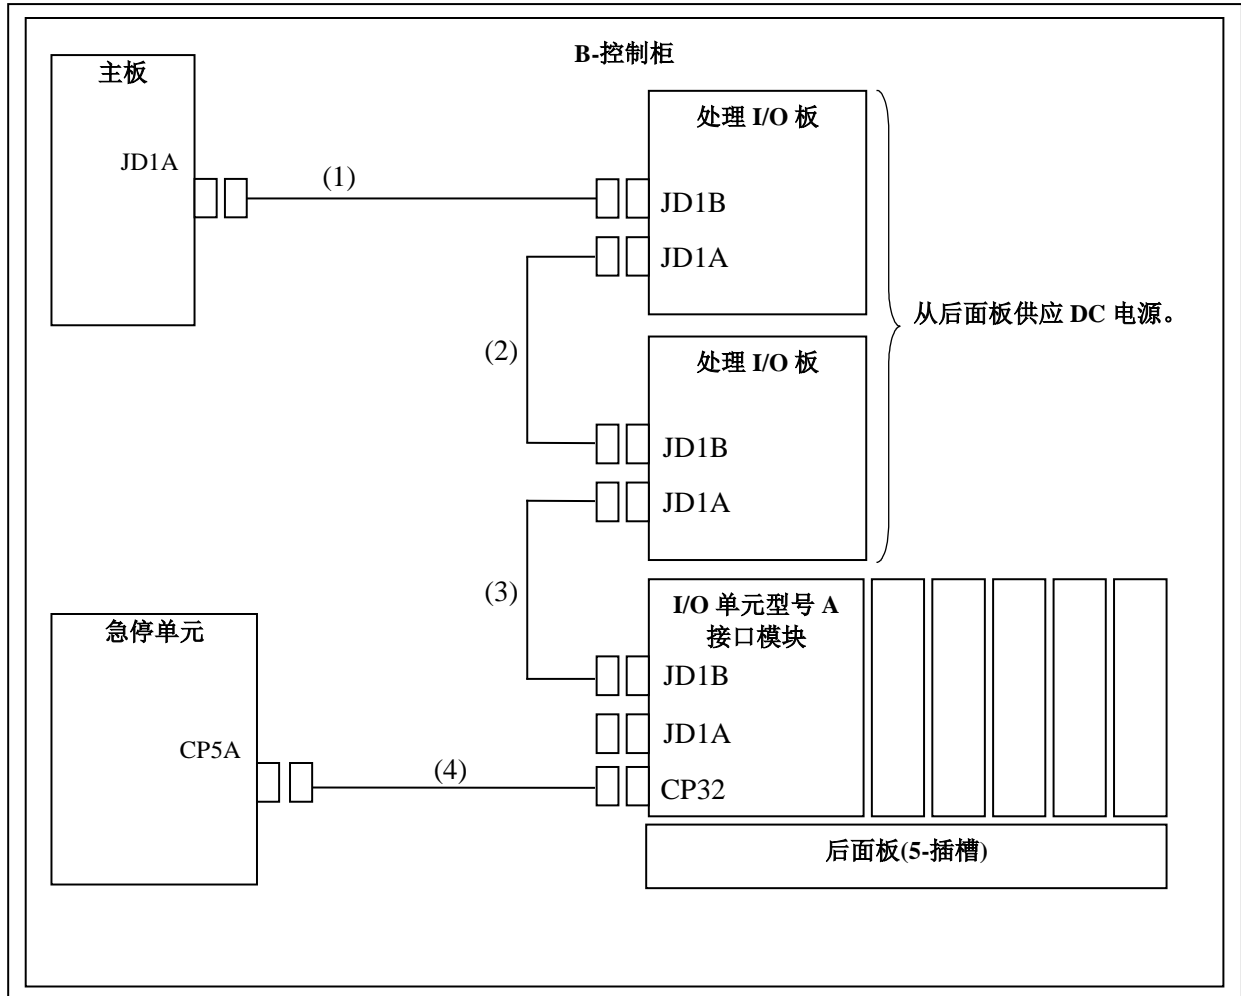 B-控制柜
主板
JD1A
(1)
处理 I/O 板
JD1B
JD1A
从后面板供应 DC 电源。
(2)
处理 I/O 板
JD1B
JD1A
(3)
I/O 单元型号 A
接口模块
JD1B
JD1A
CP32
急停单元
CP5A
(4)
后面板(5-插槽)